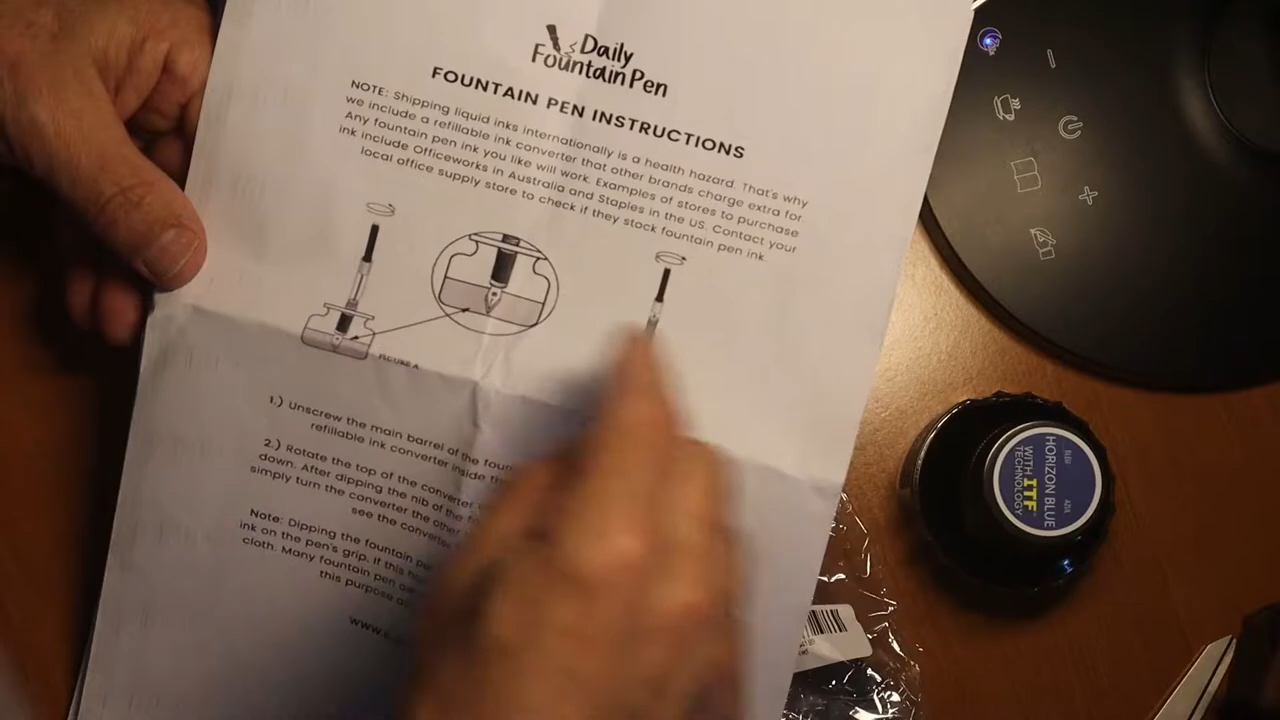 Daily
Fountain Pen
FOUNTAIN PEN INSTRUCTIONS
NOTE: Shipping liquid inks internationally is a health hazard. That's why
we include a refillable ink converter that other brands charge extra for.
Any fountain pen ink you like will work. Examples of stores to purchase
ink include Officeworks in Australia and Staples in the US. Contact your
local office supply store to check if they stock fountain pen ink.
FIGURE A
1.) Unscrew the main barrel of the
refillable ink converter inside
2.) Rotate the top of the converter
down. After dipping the nib of the
simply turn the converter the other
see the
Note: Dipping the fountain
ink on the pen's grip. If this
cloth. Many fountain pen
this purpose
www.
HORIZON BLUE
WITH ITF
TECHNOLOGY
BLEU
AZUL